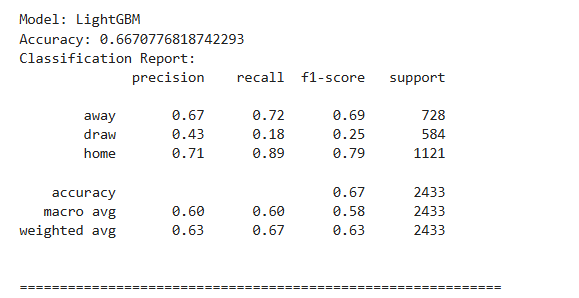 Model: LightGBM
Accuracy: 0.6670776818742293
Classification Report:
precision recall f1-score support
away 0.67 0.72 0.69 728
draw 0.43 0.18 0.25 584
home 0.71 0.89 0.79 1121
accuracy 0.67 2433
macro avg 0.60 0.60 0.58 2433
weighted avg 0.63 0.67 0.63 2433
============================================================